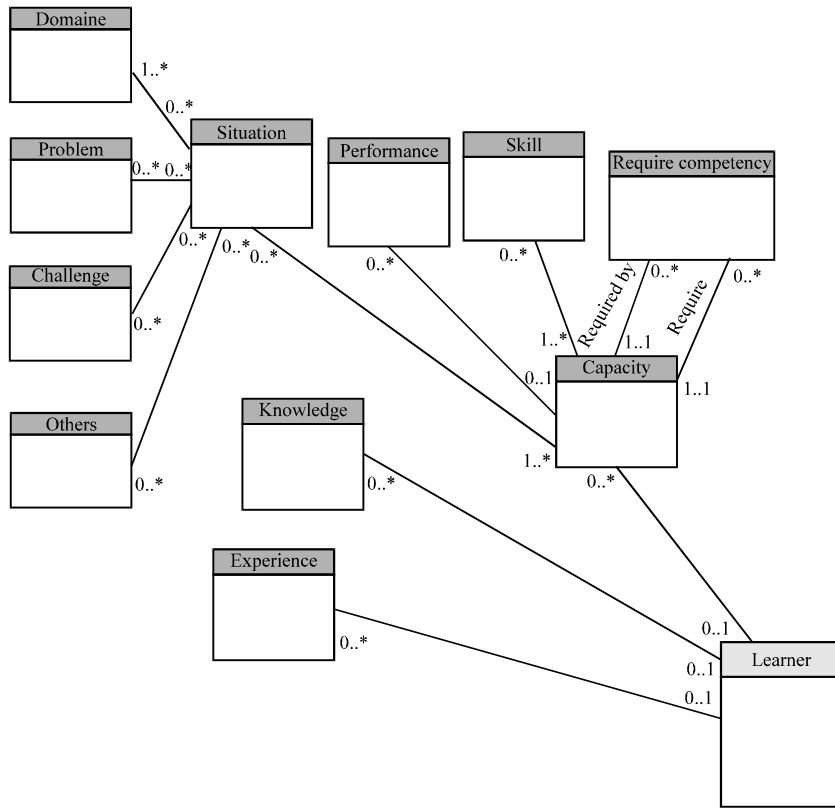 Domaine
1..*
0..*
Situation
Problem
0..*
0..*
Performance
Skill
Require competency
0..*
0..*
0..*
Challenge
0..*
0..*
0..*
Required by
0..*
Require
0..*
1..*
1..1
0..1
Capacity
1..1
Others
0..*
Knowledge
0..*
1..*
0..*
Experience
0..*
0..1
Learner
0..1
0..1